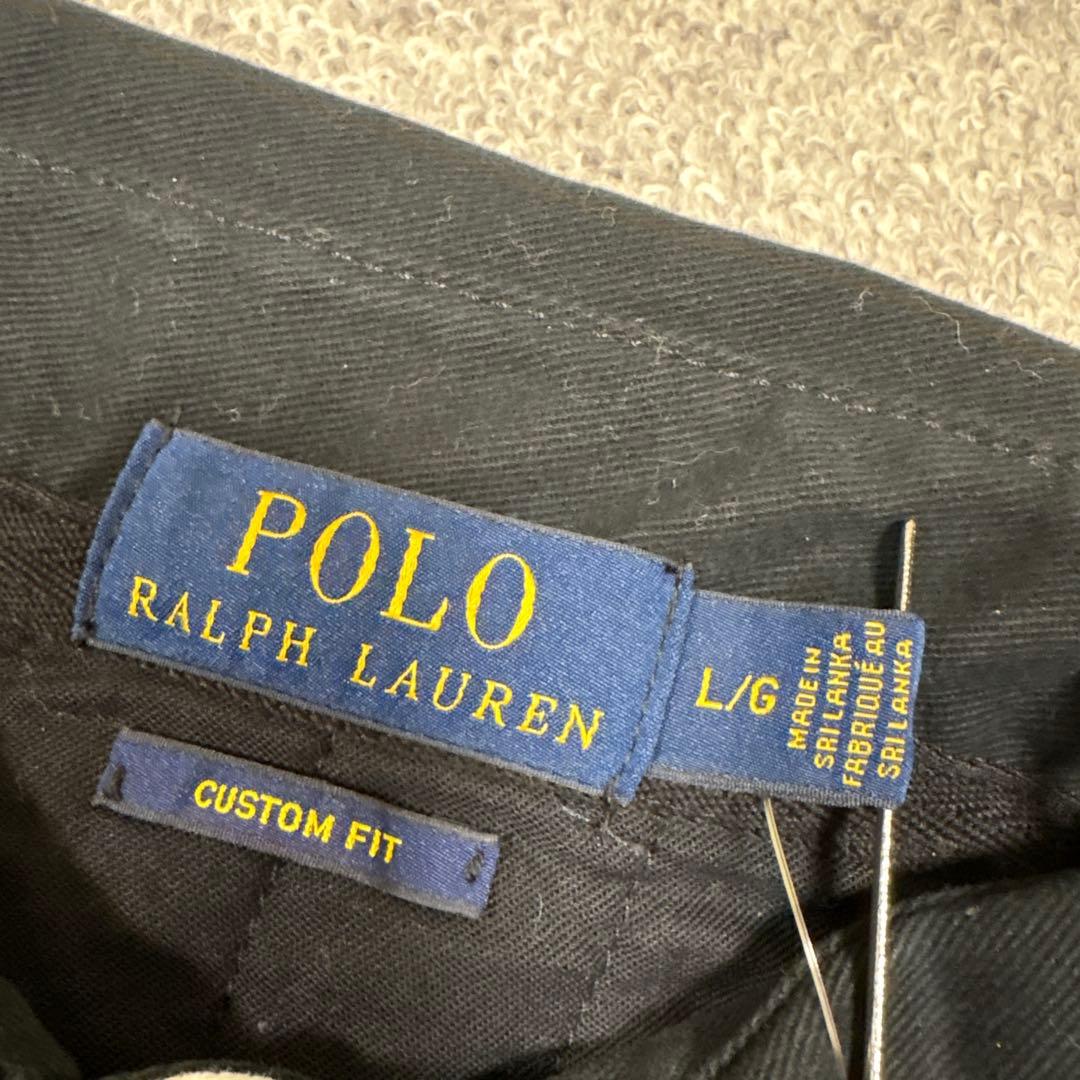 POLO
RALPH LAUREN
L/G
MADE IN
SRI LANKA
FABRIQUÉ AU
SRI LANKA
CUSTOM FIT